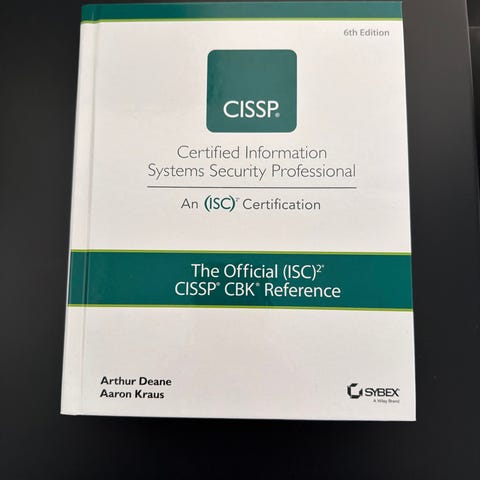 6th Edition
CISSP®
Certified Information
Systems Security Professional
An (ISC)²® Certification
The Official (ISC)²®
CISSP® CBK® Reference
Arthur Deane
Aaron Kraus
SYBEX®
A Wiley Brand